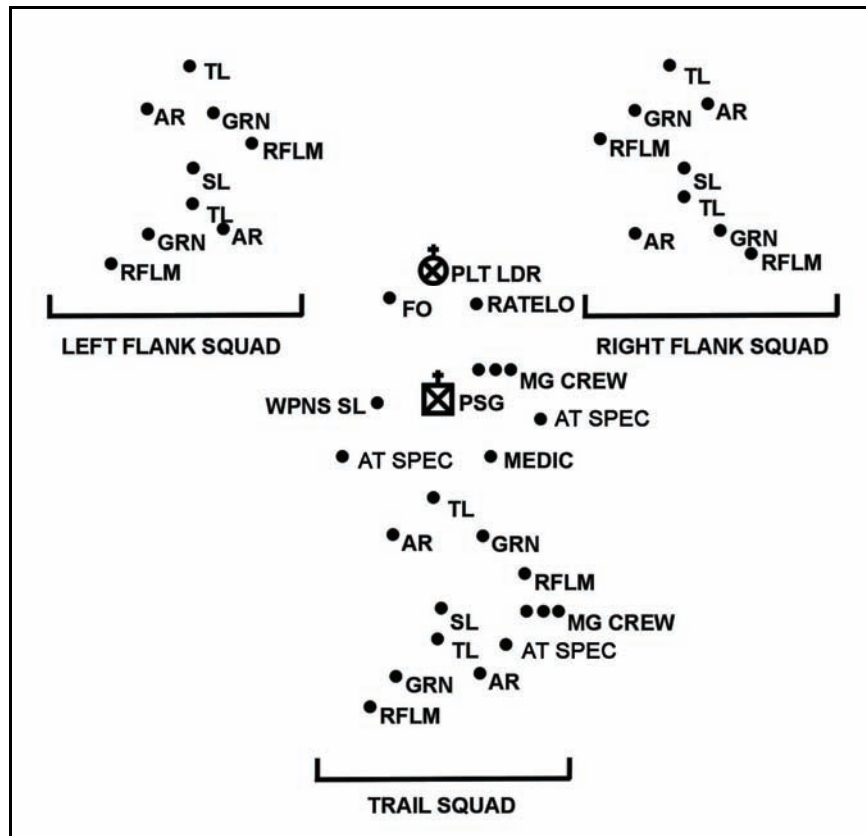 TL
AR
GRN
RFLM
SL
TL
GRN
AR
RFLM
LEFT FLANK SQUAD
TL
GRN
AR
RFLM
SL
TL
AR
GRN
RFLM
RIGHT FLANK SQUAD
PLT LDR
FO
RATELO
MG CREW
WPNS SL
PSG
AT SPEC
AT SPEC
MEDIC
TL
AR
GRN
RFLM
SL
MG CREW
TL
AT SPEC
GRN
AR
RFLM
TRAIL SQUAD